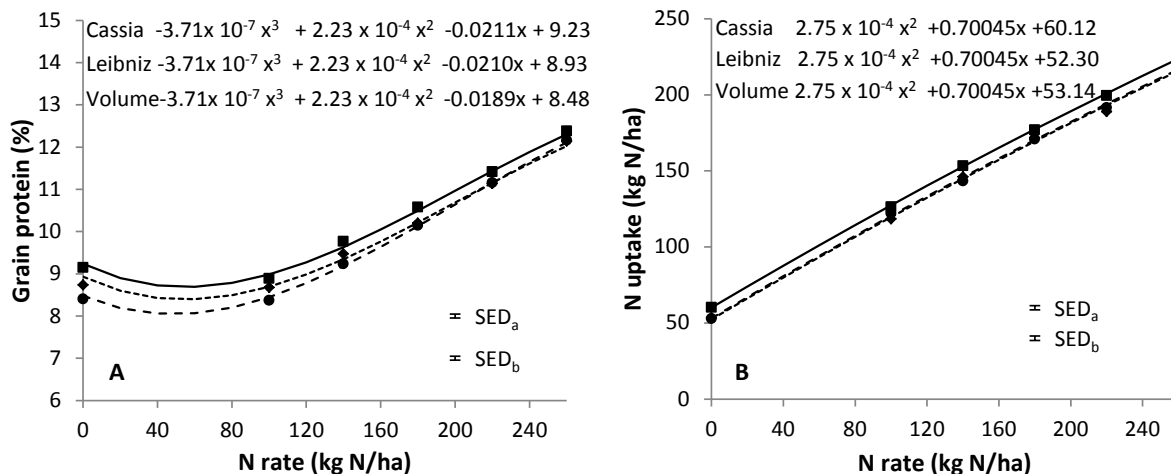 Cassia -3.71x 10⁻⁷ x³ + 2.23 x 10⁻⁴ x² -0.0211x + 9.23
Leibniz -3.71x 10⁻⁷ x³ + 2.23 x 10⁻⁴ x² -0.0210x + 8.93
Volume-3.71x 10⁻⁷ x³ + 2.23 x 10⁻⁴ x² -0.0189x + 8.48
15
14
13
12
11
10
9
8
7
6
Grain protein (%)
SEDₐ
SED_b
A
0 40 80 120 160 200 240
N rate (kg N/ha)
Cassia 2.75 x 10⁻⁴ x² +0.70045x +60.12
Leibniz 2.75 x 10⁻⁴ x² +0.70045x +52.30
Volume 2.75 x 10⁻⁴ x² +0.70045x +53.14
250
200
150
100
50
0
N uptake (kg N/ha)
SEDₐ
SED_b
B
0 40 80 120 160 200 240
N rate (kg N/ha)